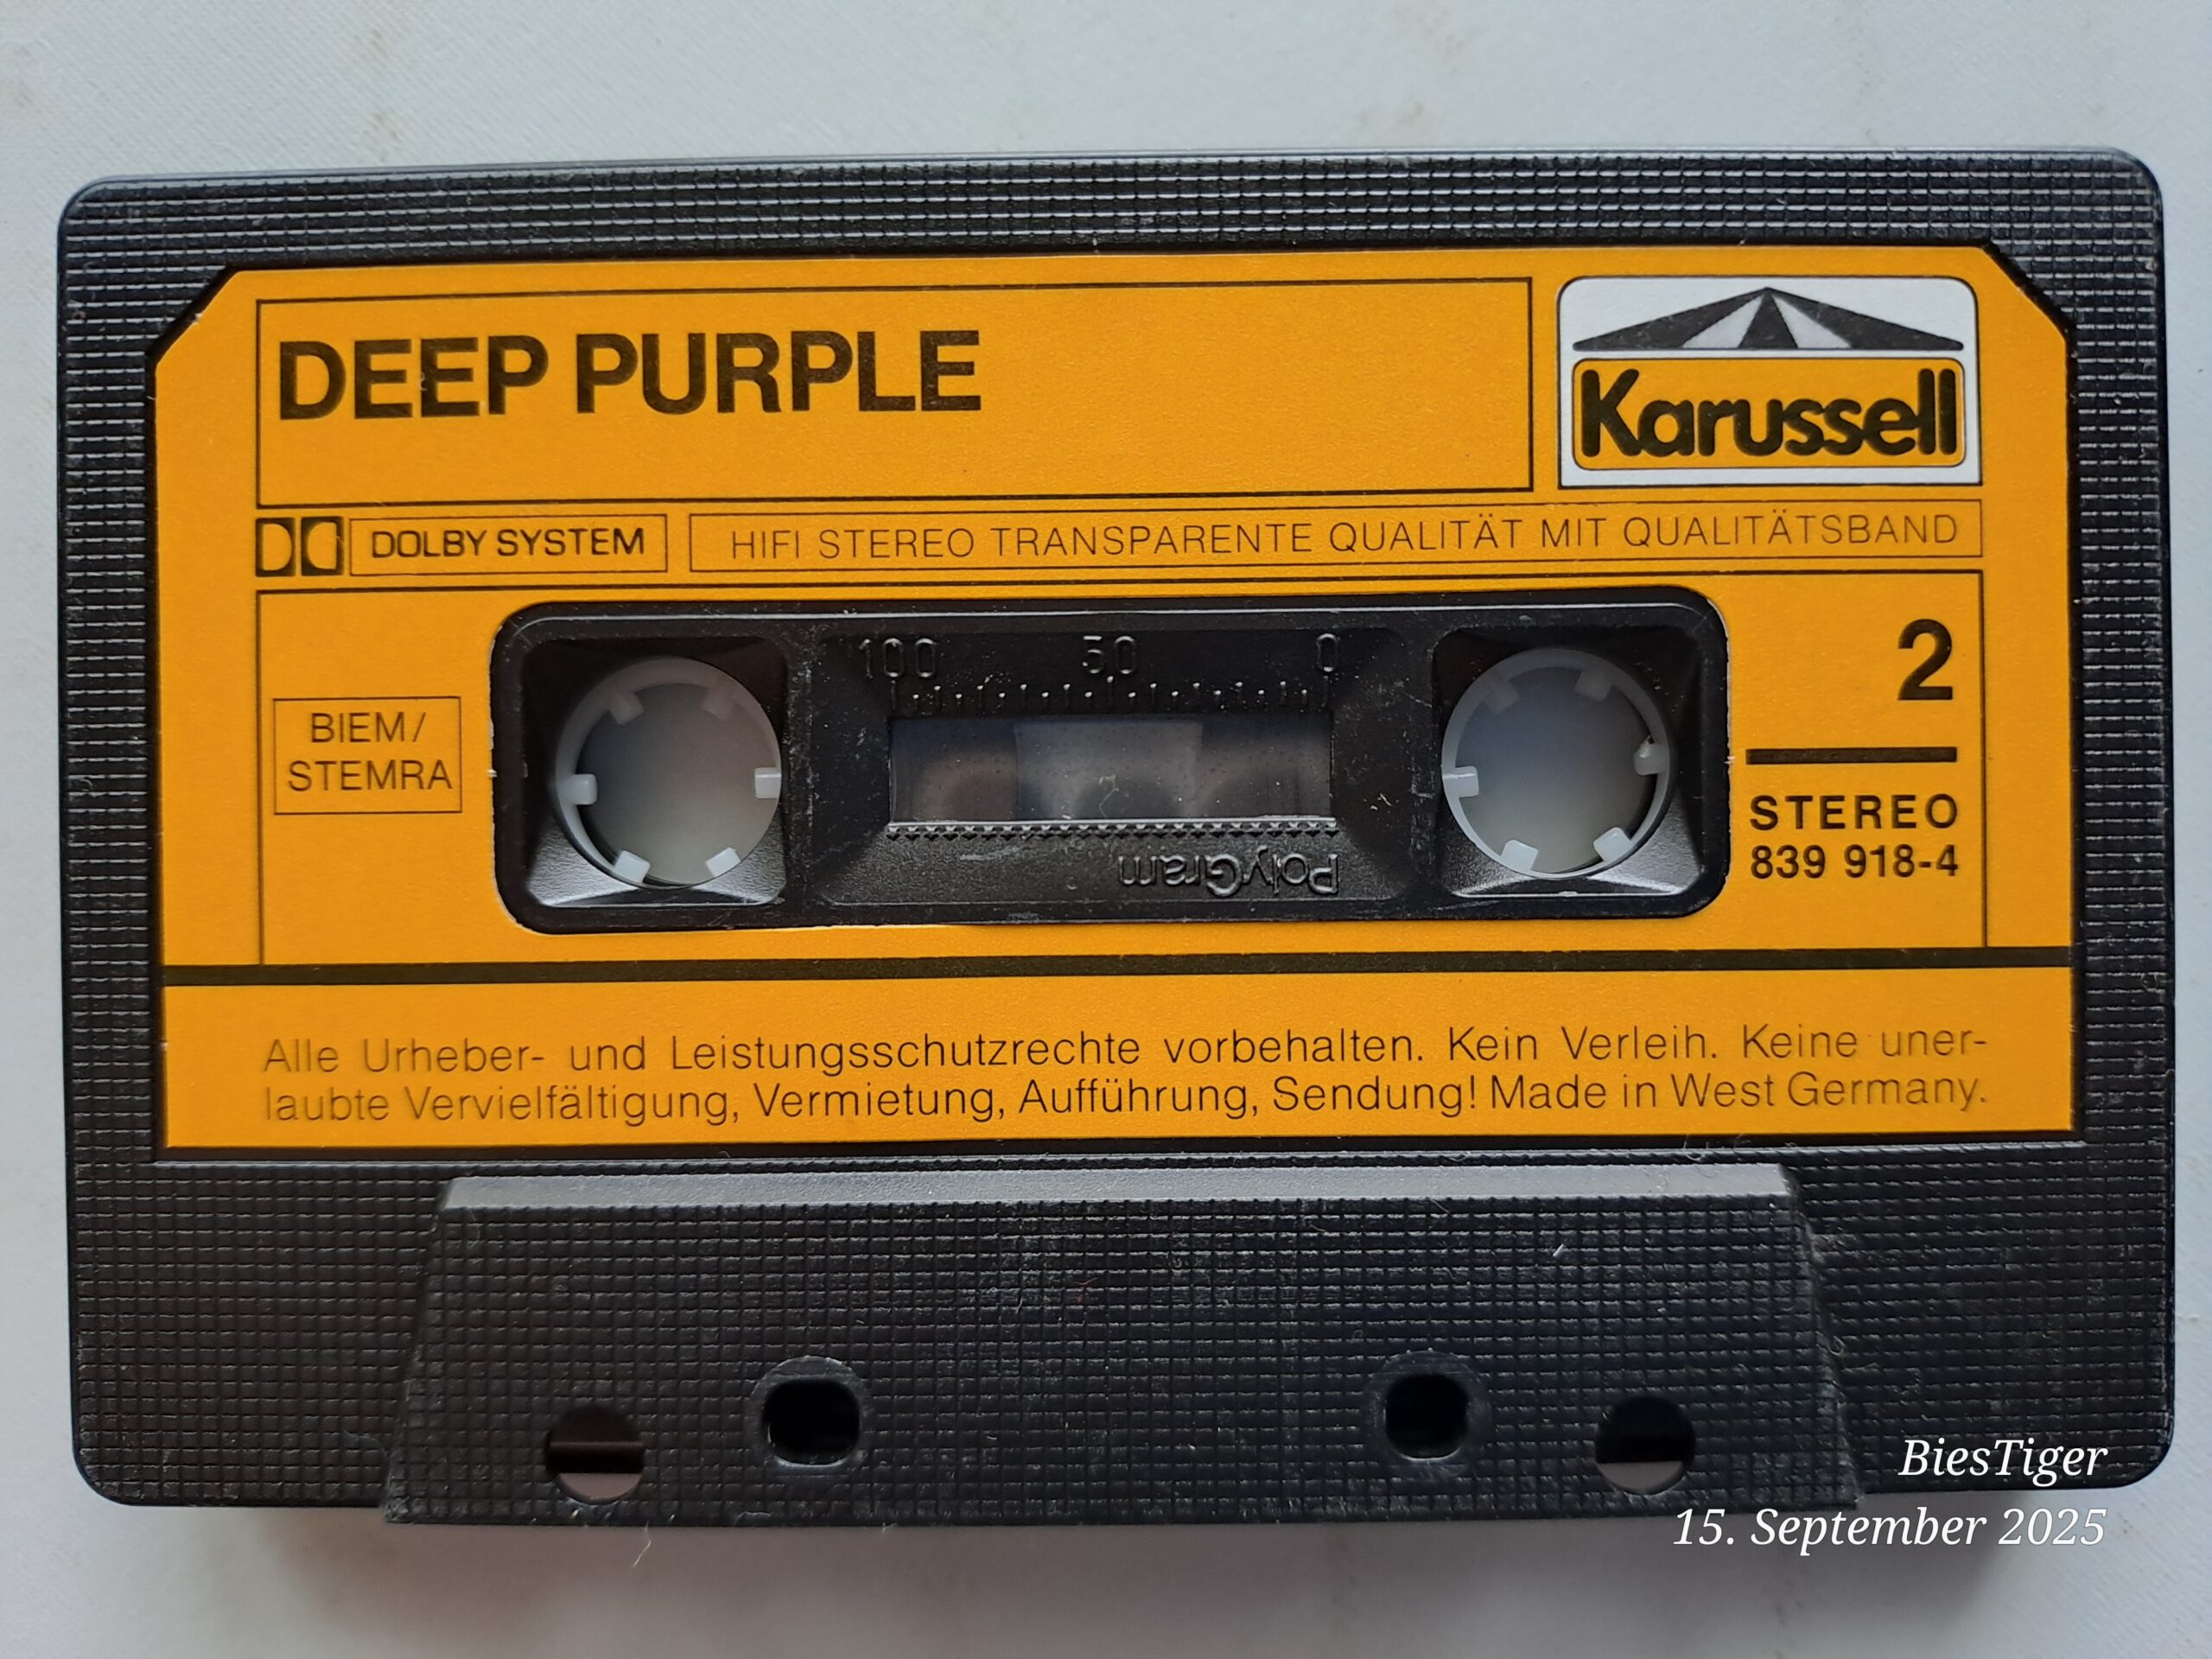 DEEP PURPLE
Karussell
DOLBY SYSTEM
HIFI STEREO TRANSPARENTE QUALITÄT MIT QUALITÄTSBAND
100 50 0
2
BIEM/
STEMRA
STEREO
839 918-4
PolyGram
Alle Urheber- und Leistungsschutzrechte vorbehalten. Kein Verleih. Keine uner-
laubte Vervielfältigung, Vermietung, Aufführung, Sendung! Made in West Germany.
BiesTiger
15. September 2025